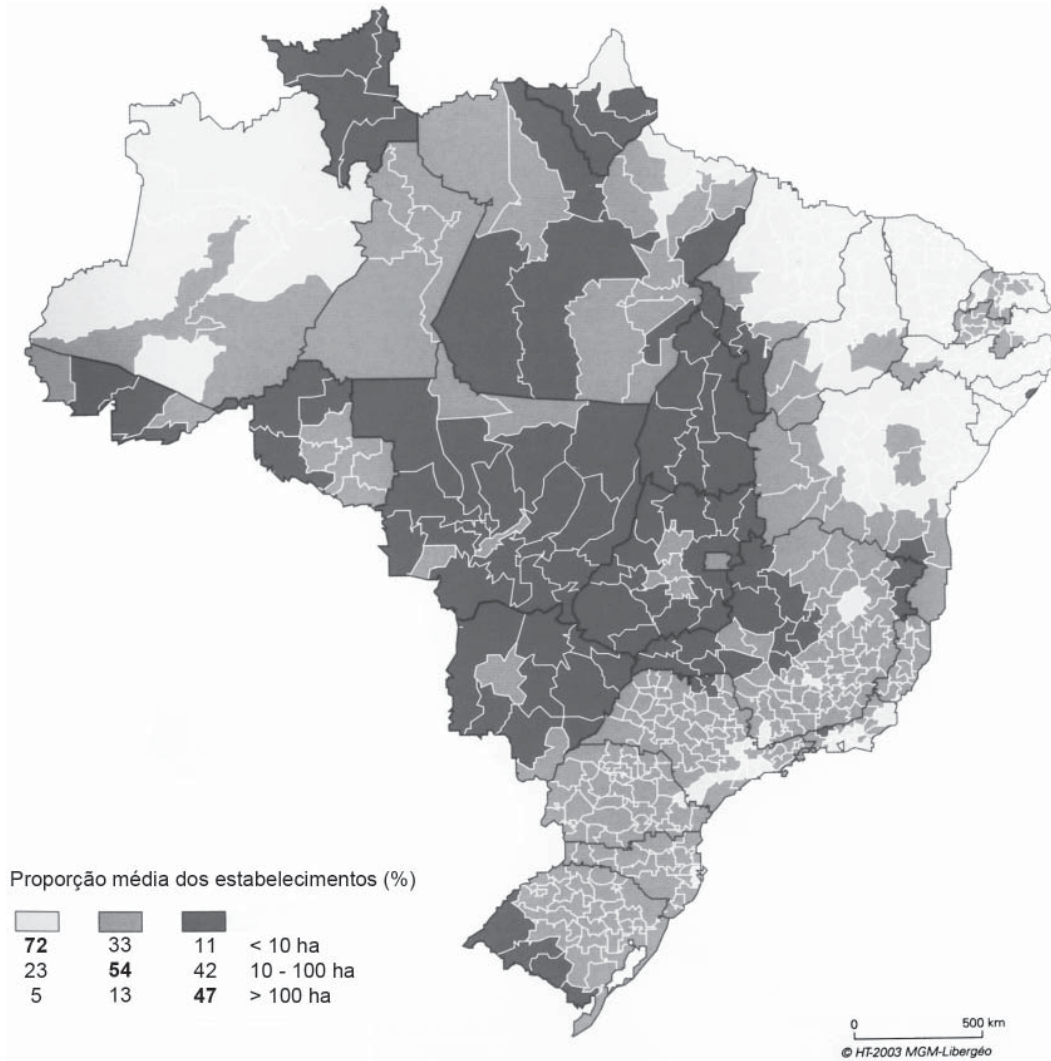 Proporção média dos estabelecimentos (%)
72 33 11 < 10 ha
23 54 42 10 - 100 ha
5 13 47 > 100 ha
0 500 km
© HT-2003 MGM-Libergéo